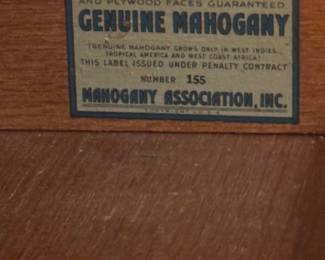 AND PLYWOOD FACES GUARANTEED
GENUINE MAHOGANY
(GENUINE MAHOGANY GROWS ONLY IN WEST INDIES,
TROPICAL AMERICA AND WEST COAST AFRICA)
THIS LABEL ISSUED UNDER PENALTY CONTRACT
NUMBER 155
MAHOGANY ASSOCIATION, INC.